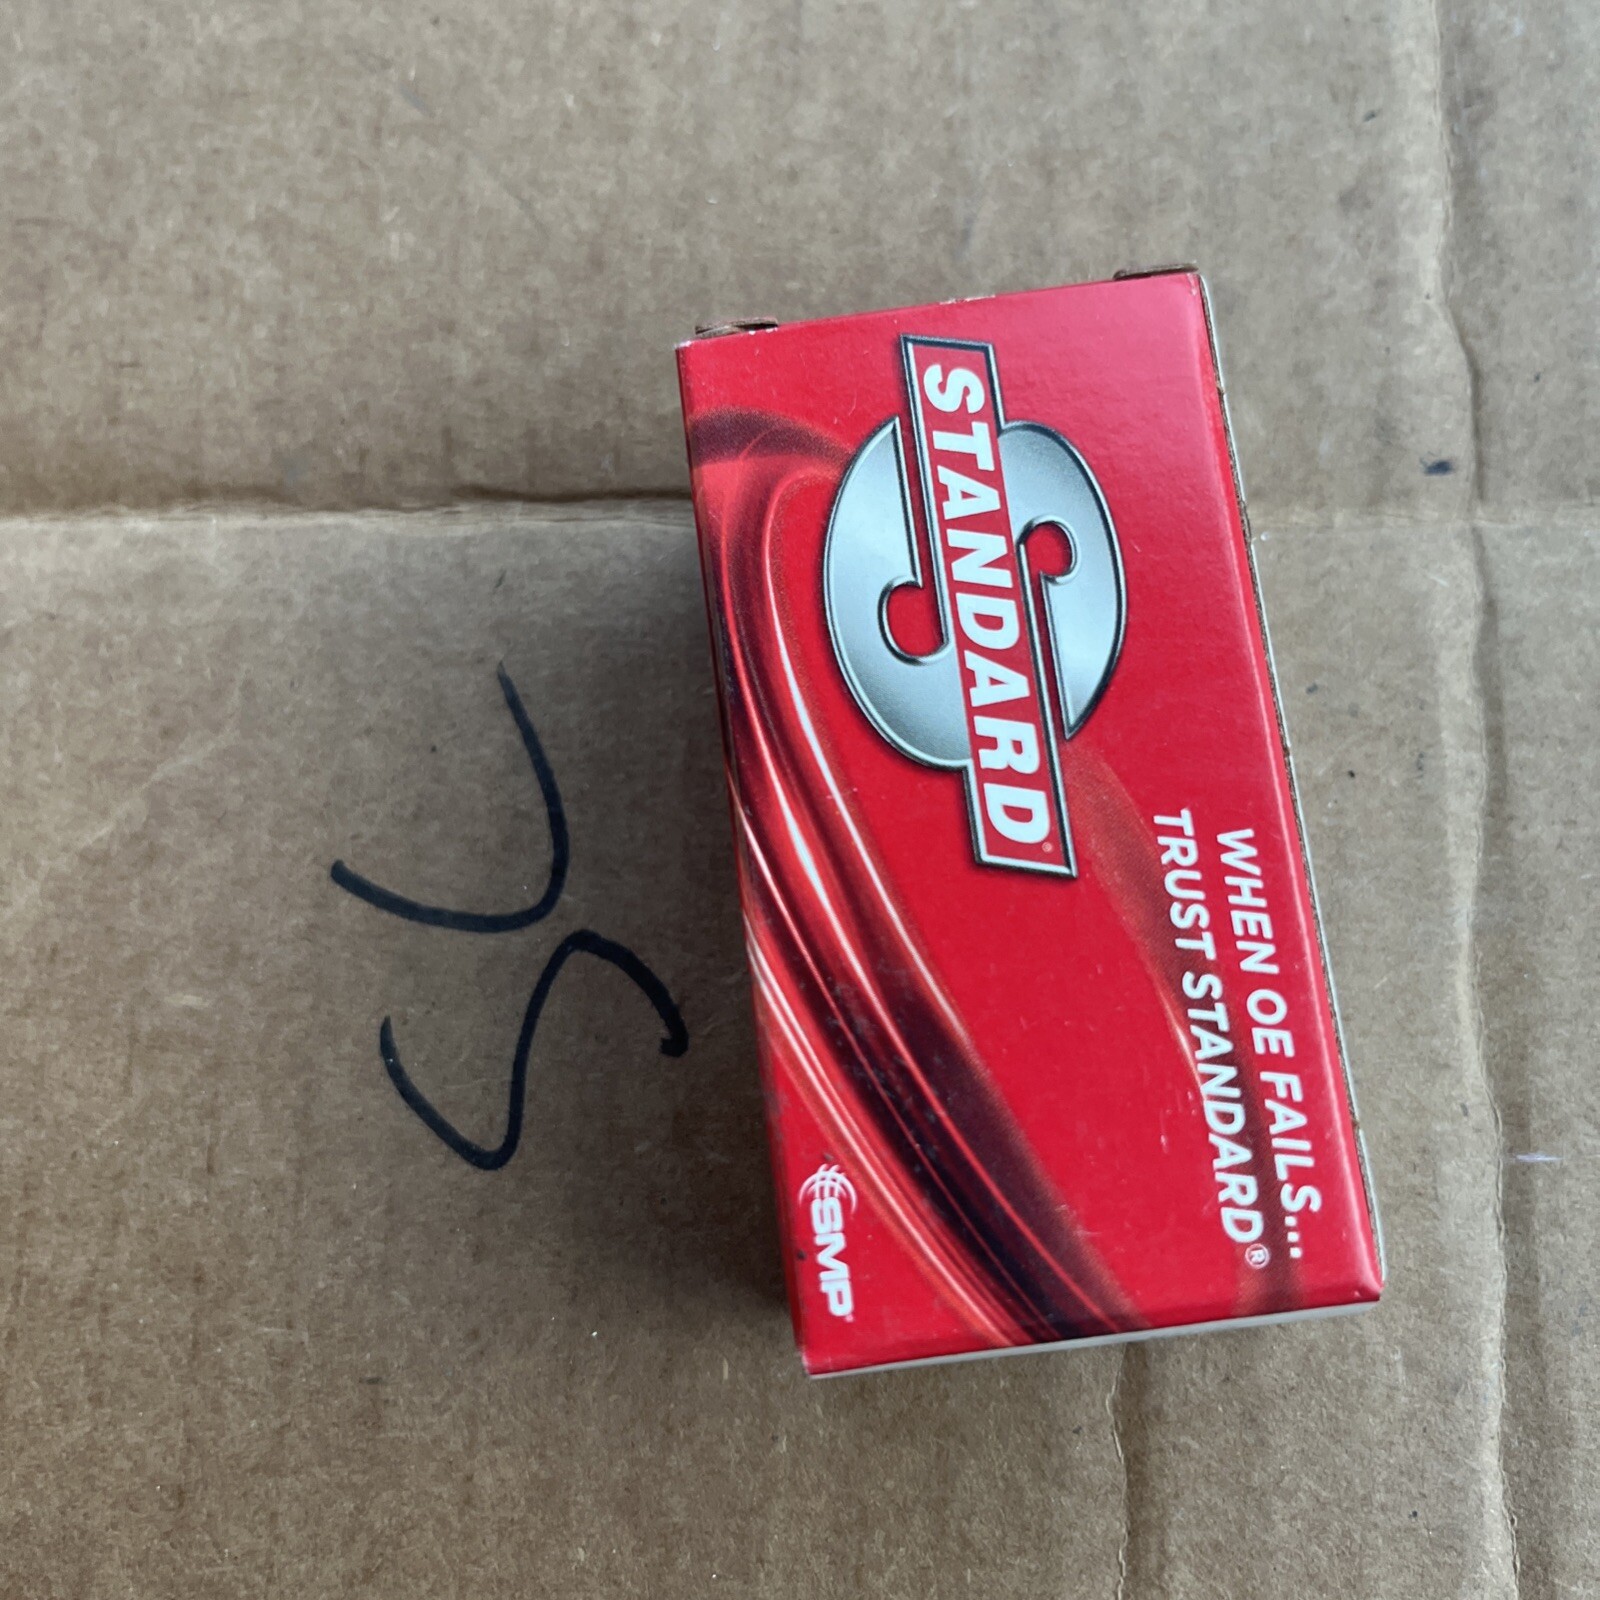 STANDARD®
WHEN OE FAILS...
TRUST STANDARD®
SMP